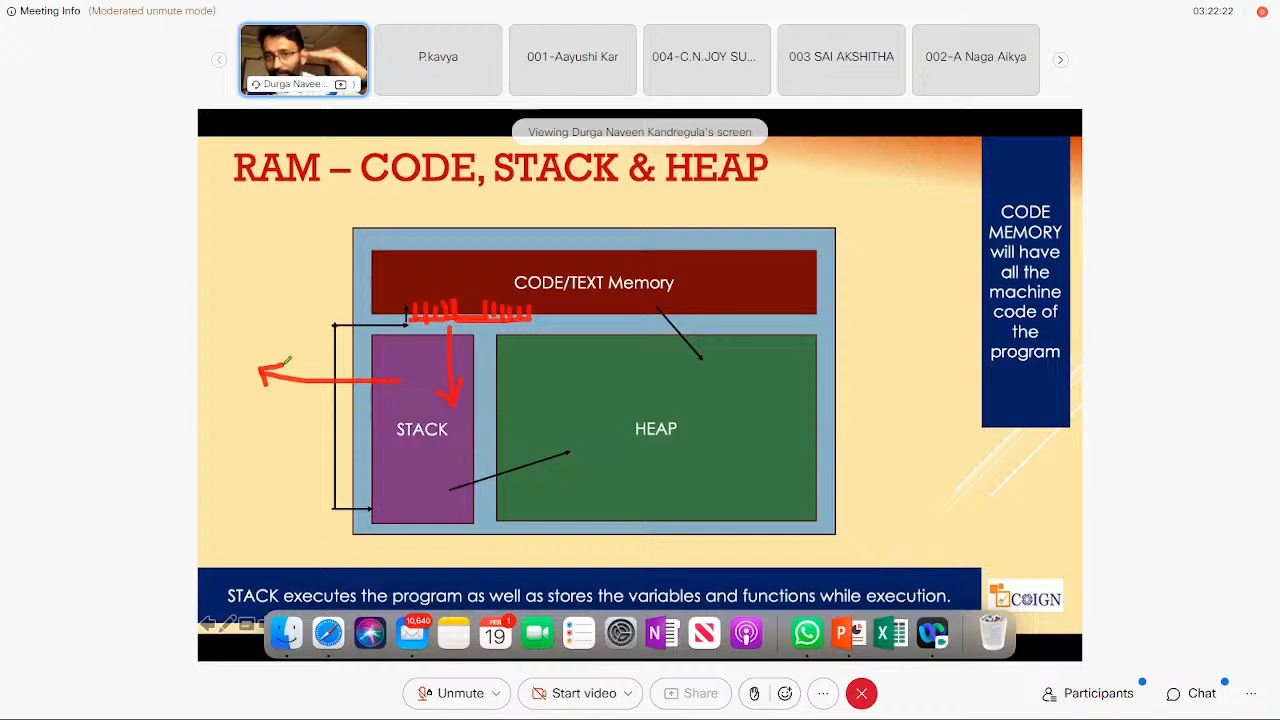 Meeting Info (Moderated unmute mode)
03:22:22
Durga Navee...
P.kavya
001-Aayushi Kar
004-C.N.JOY SU...
003 SAI AKSHITHA
002-A Naga Aikya
Viewing Durga Naveen Kandregula's screen
RAM – CODE, STACK & HEAP
CODE
MEMORY
will have
all the
machine
code of
the
program
CODE/TEXT Memory
STACK
HEAP
STACK executes the program as well as stores the variables and functions while execution.
COIGN
10,640
FEB
1
19
Unmute
Start video
Share
Participants
Chat